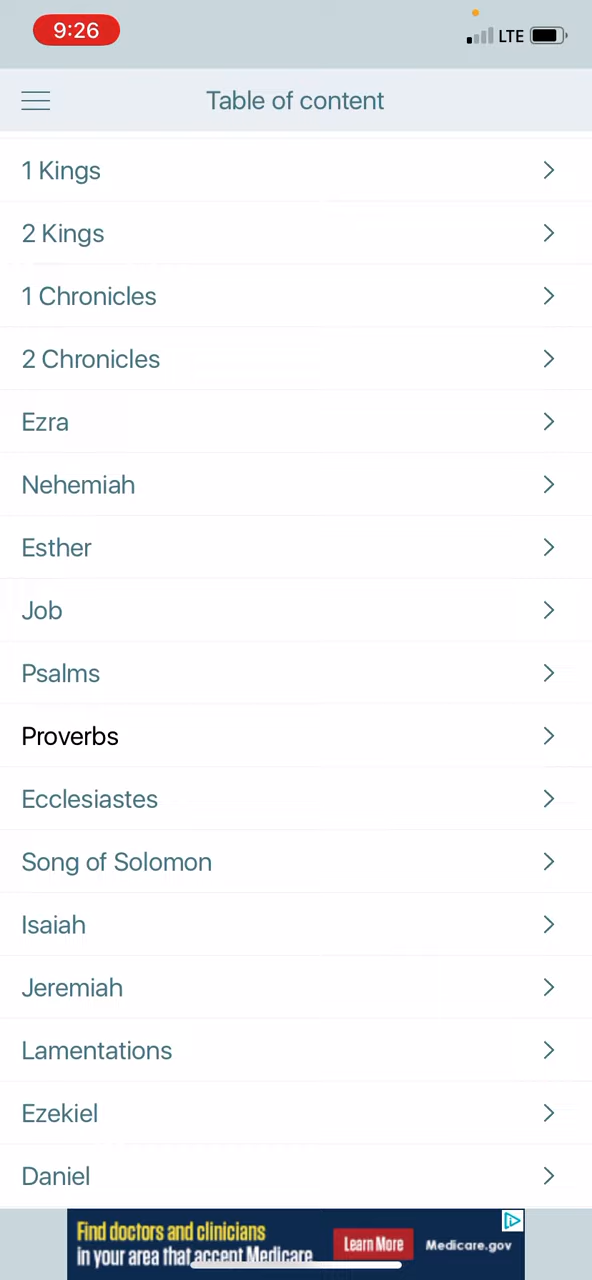 9:26
LTE
Table of content
1 Kings
2 Kings
1 Chronicles
2 Chronicles
Ezra
Nehemiah
Esther
Job
Psalms
Proverbs
Ecclesiastes
Song of Solomon
Isaiah
Jeremiah
Lamentations
Ezekiel
Daniel
Find doctors and clinicians
in your area that accept Medicare
Learn More
Medicare.gov